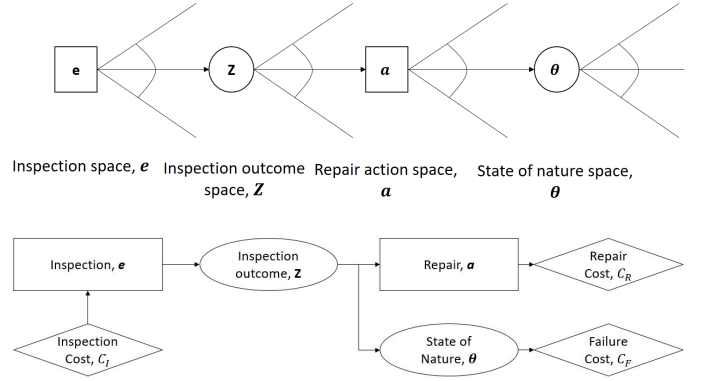 e
Z
a
θ
Inspection space, e
Inspection outcome
space, Z
Repair action space,
a
State of nature space,
θ
Inspection, e
Inspection
outcome, Z
Repair, a
Repair
Cost, C_R
Inspection
Cost, C_I
State of
Nature, θ
Failure
Cost, C_F